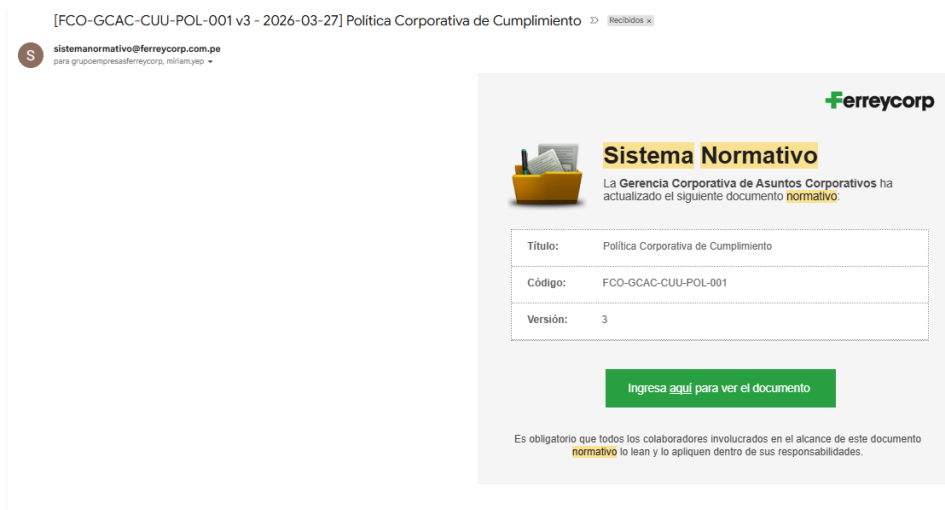 [FCO-GCAC-CUU-POL-001 v3 - 2026-03-27] Política Corporativa de Cumplimiento Recibidos x
S
sistemanormativo@ferreycorp.com.pe
para grupoempresasferreycorp, miriam.yep
Ferreycorp
Sistema Normativo
La Gerencia Corporativa de Asuntos Corporativos ha
actualizado el siguiente documento normativo:
Título: Política Corporativa de Cumplimiento
Código: FCO-GCAC-CUU-POL-001
Versión: 3
Ingresa aquí para ver el documento
Es obligatorio que todos los colaboradores involucrados en el alcance de este documento
normativo lo lean y lo apliquen dentro de sus responsabilidades.